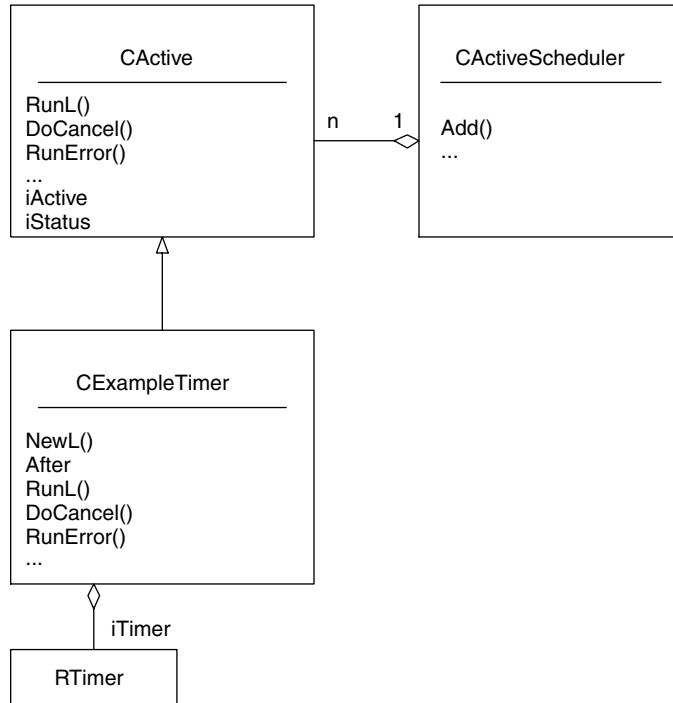 CActive
RunL()
DoCancel()
RunError()
...
iActive
iStatus
n
1
CActiveScheduler
Add()
...
CExampleTimer
NewL()
After
RunL()
DoCancel()
RunError()
...
iTimer
RTimer